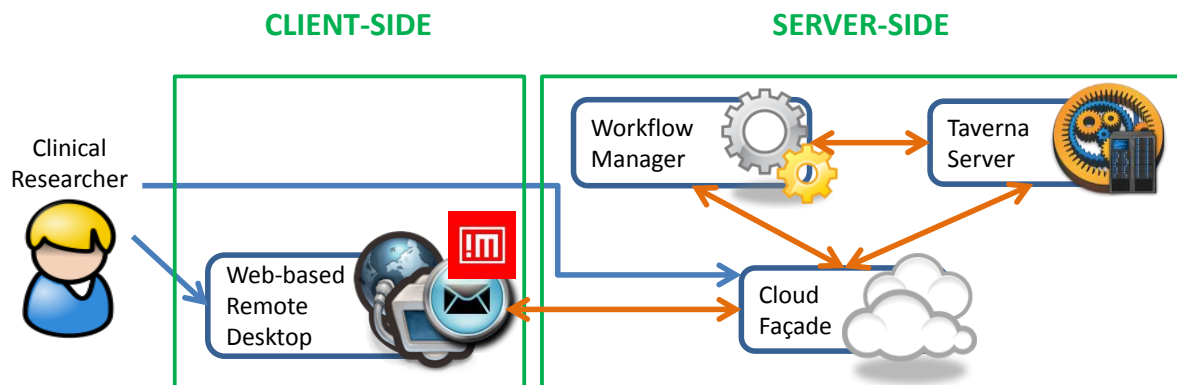 CLIENT-SIDE
SERVER-SIDE
Clinical
Researcher
Web-based
Remote
Desktop
Workflow
Manager
Taverna
Server
Cloud
Façade